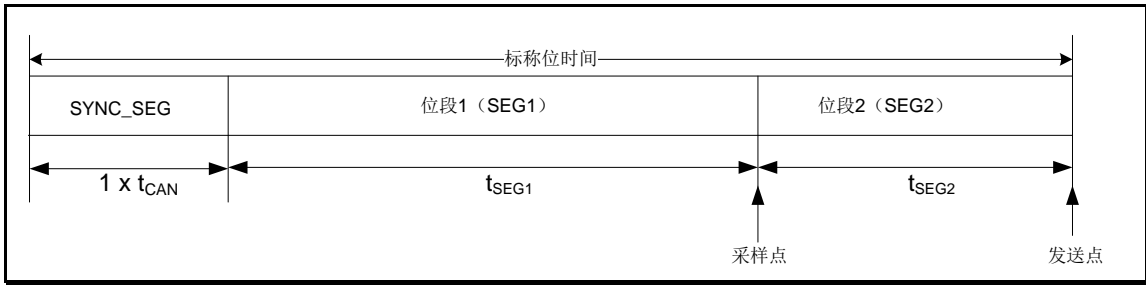 标称位时间
SYNC_SEG 位段1（SEG1） 位段2（SEG2）
1 x tCAN tSEG1 tSEG2
采样点 发送点